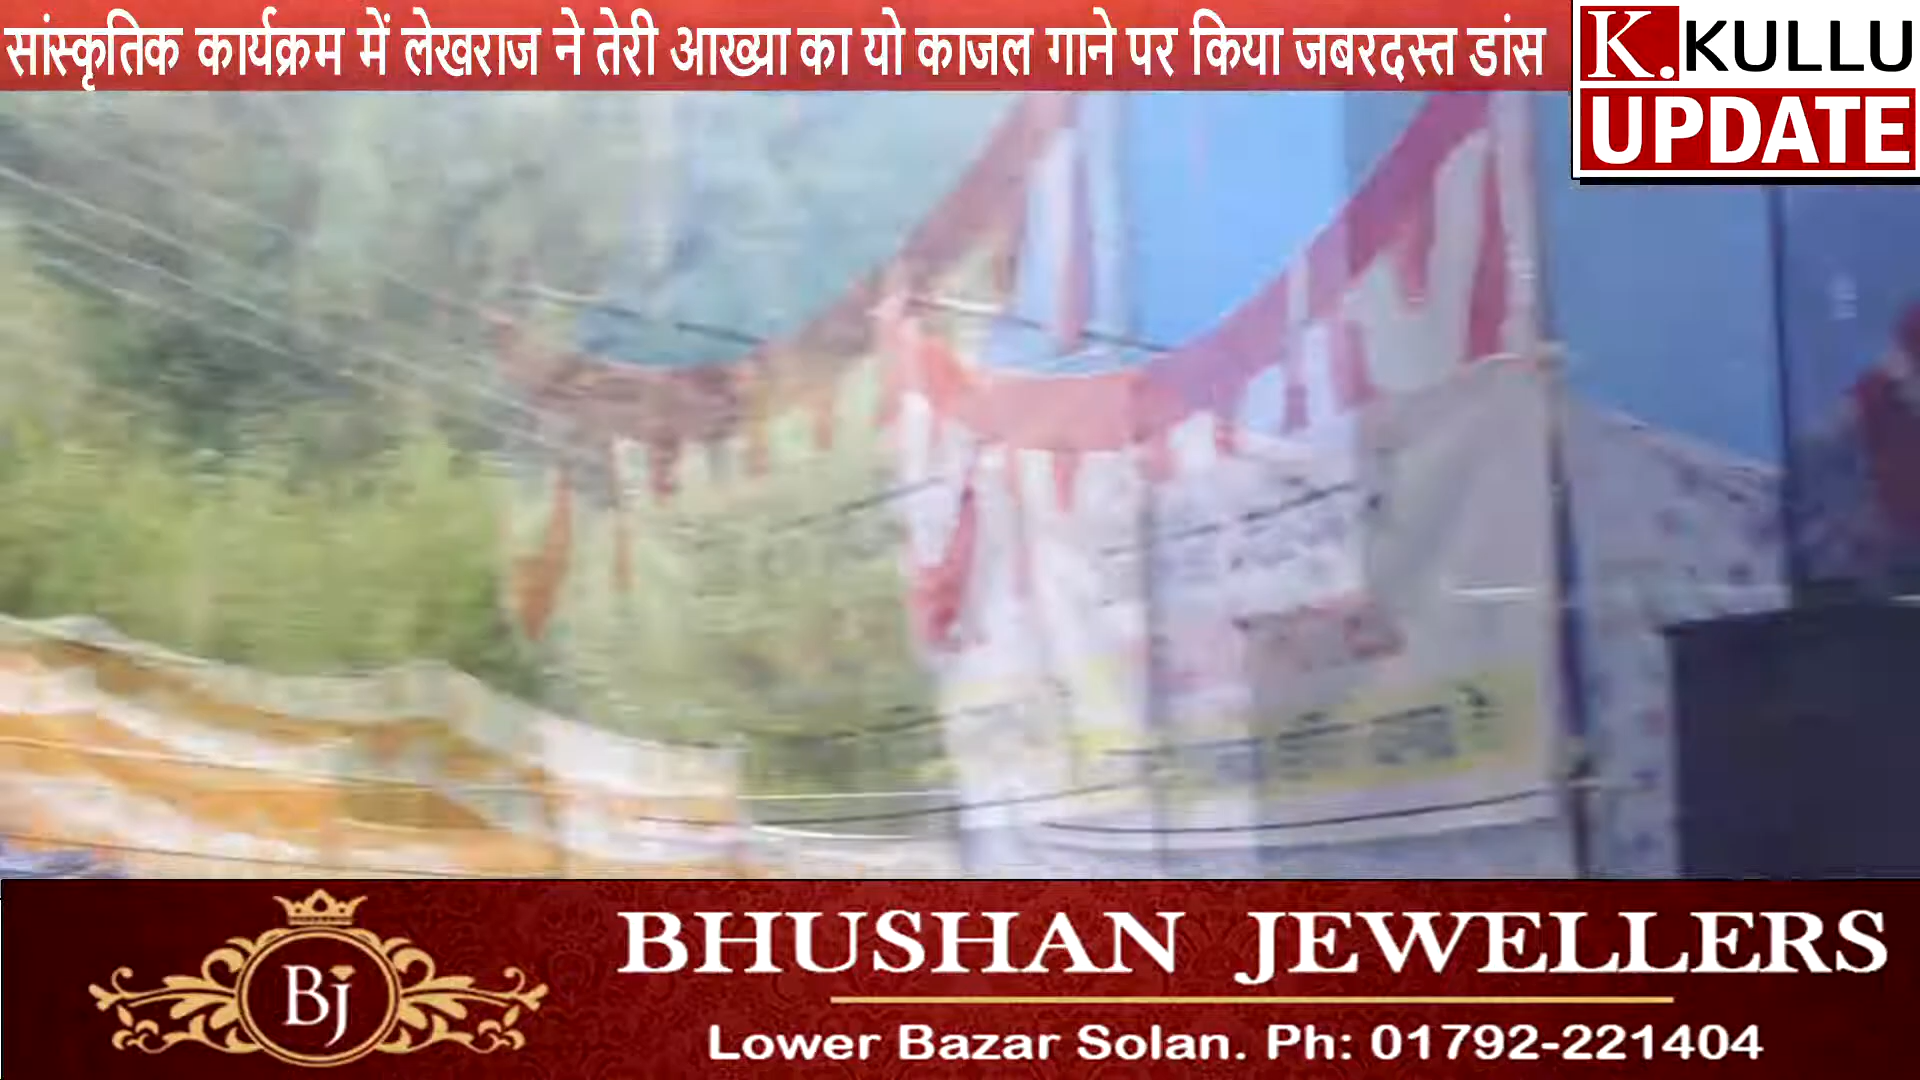 सांस्कृतिक कार्यक्रम में लेखराज ने तेरी आख्या का यो काजल गाने पर किया जबरदस्त डांस
K. KULLU
UPDATE
Bj
BHUSHAN JEWELLERS
Lower Bazar Solan. Ph: 01792-221404